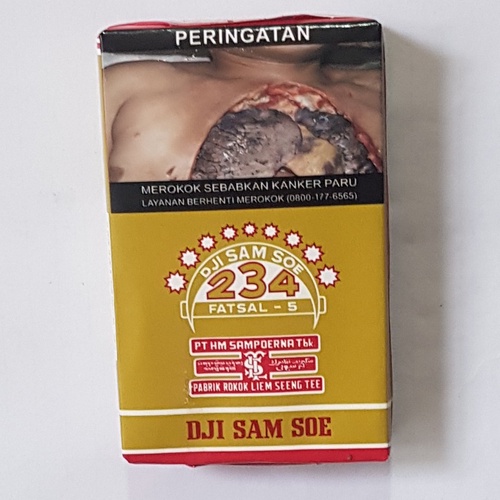 PERINGATAN
MEROKOK SEBABKAN KANKER PARU
LAYANAN BERHENTI MEROKOK (0800-177-6565)
DJI SAM SOE
234
FATSAL - 5
PT HM SAMPOERNA Tbk.
PABRIK ROKOK LIEM SEENG TEE
DJI SAM SOE